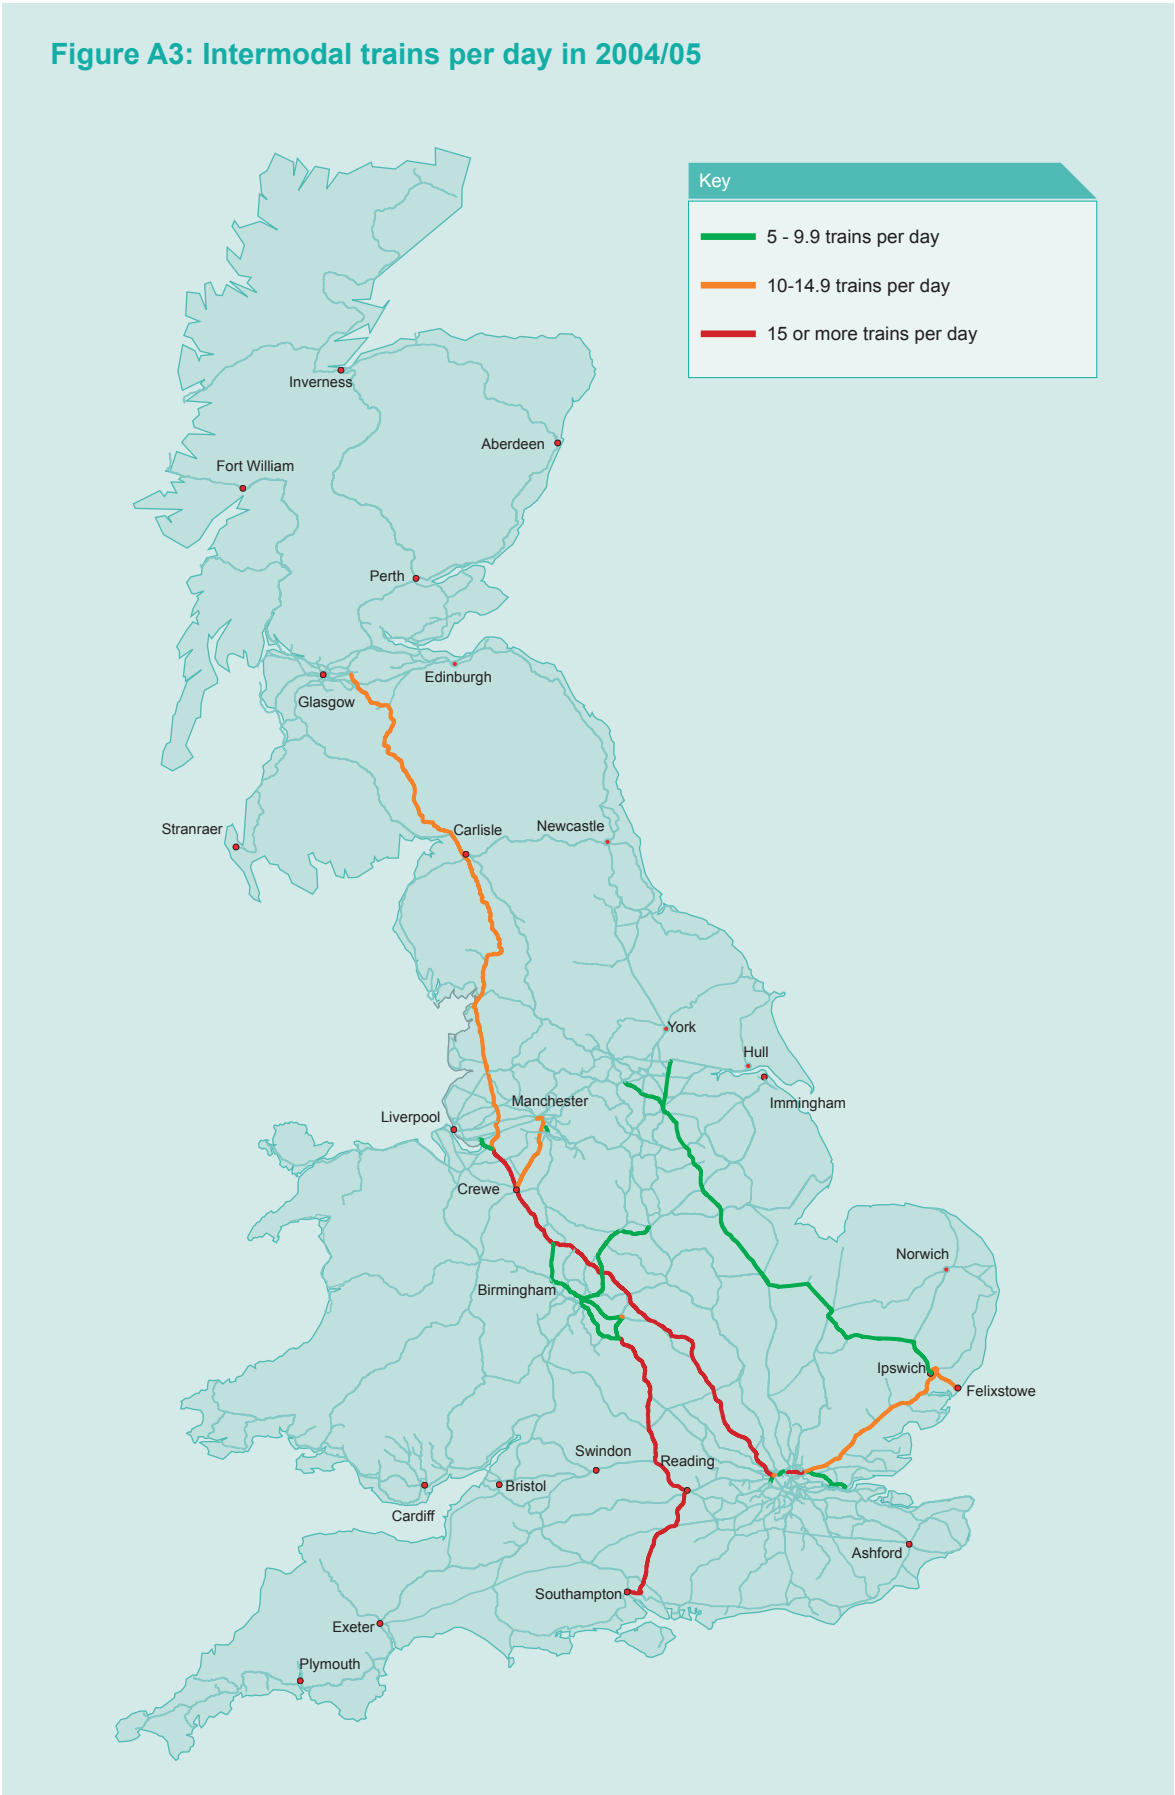 Figure A3: Intermodal trains per day in 2004/05
Key
5 - 9.9 trains per day
10-14.9 trains per day
15 or more trains per day
Inverness
Aberdeen
Fort William
Perth
Edinburgh
Glasgow
Stranraer
Carlisle
Newcastle
York
Hull
Immingham
Manchester
Liverpool
Crewe
Norwich
Birmingham
Ipswich
Felixstowe
Swindon
Reading
Bristol
Cardiff
Ashford
Southampton
Exeter
Plymouth